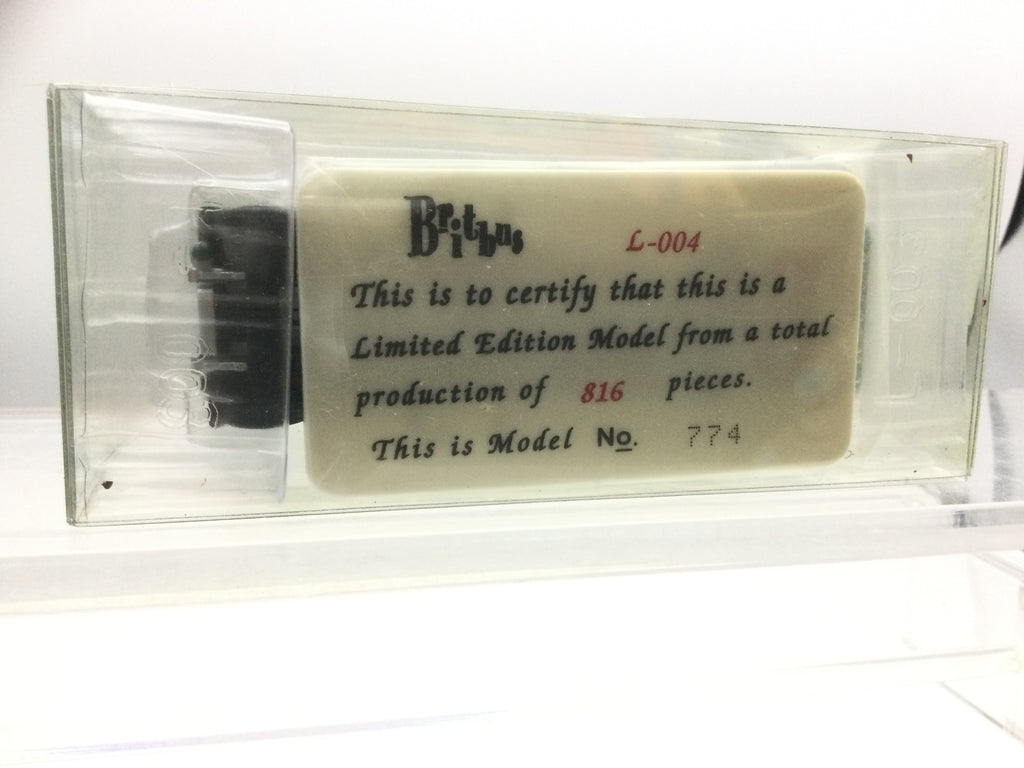 Britbus L-004
This is to certify that this is a
Limited Edition Model from a total
production of 816 pieces.
This is Model No. 774